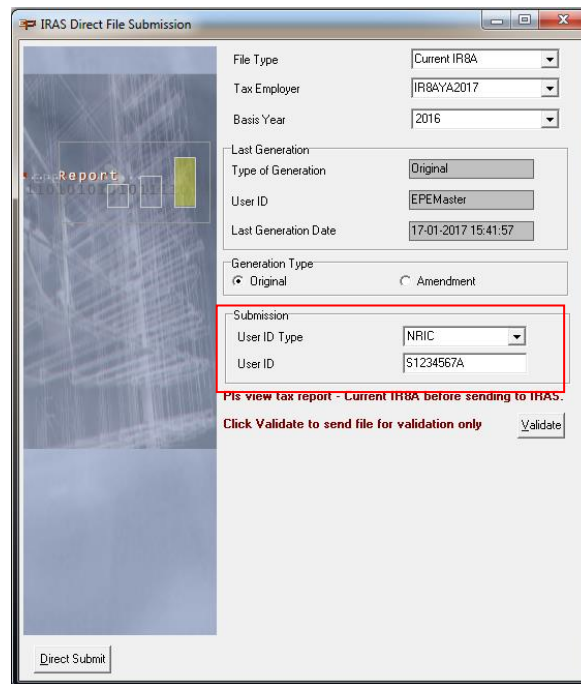 IRAS Direct File Submission
File Type Current IR8A
Tax Employer IR8AYA2017
Basis Year 2016
Last Generation
Type of Generation Original
User ID EPEMaster
Last Generation Date 17-01-2017 15:41:57
Generation Type
Original Amendment
Submission
User ID Type NRIC
User ID S1234567A
Pls view tax report - Current IR8A before sending to IRAS.
Click Validate to send file for validation only Validate
Report
Direct Submit